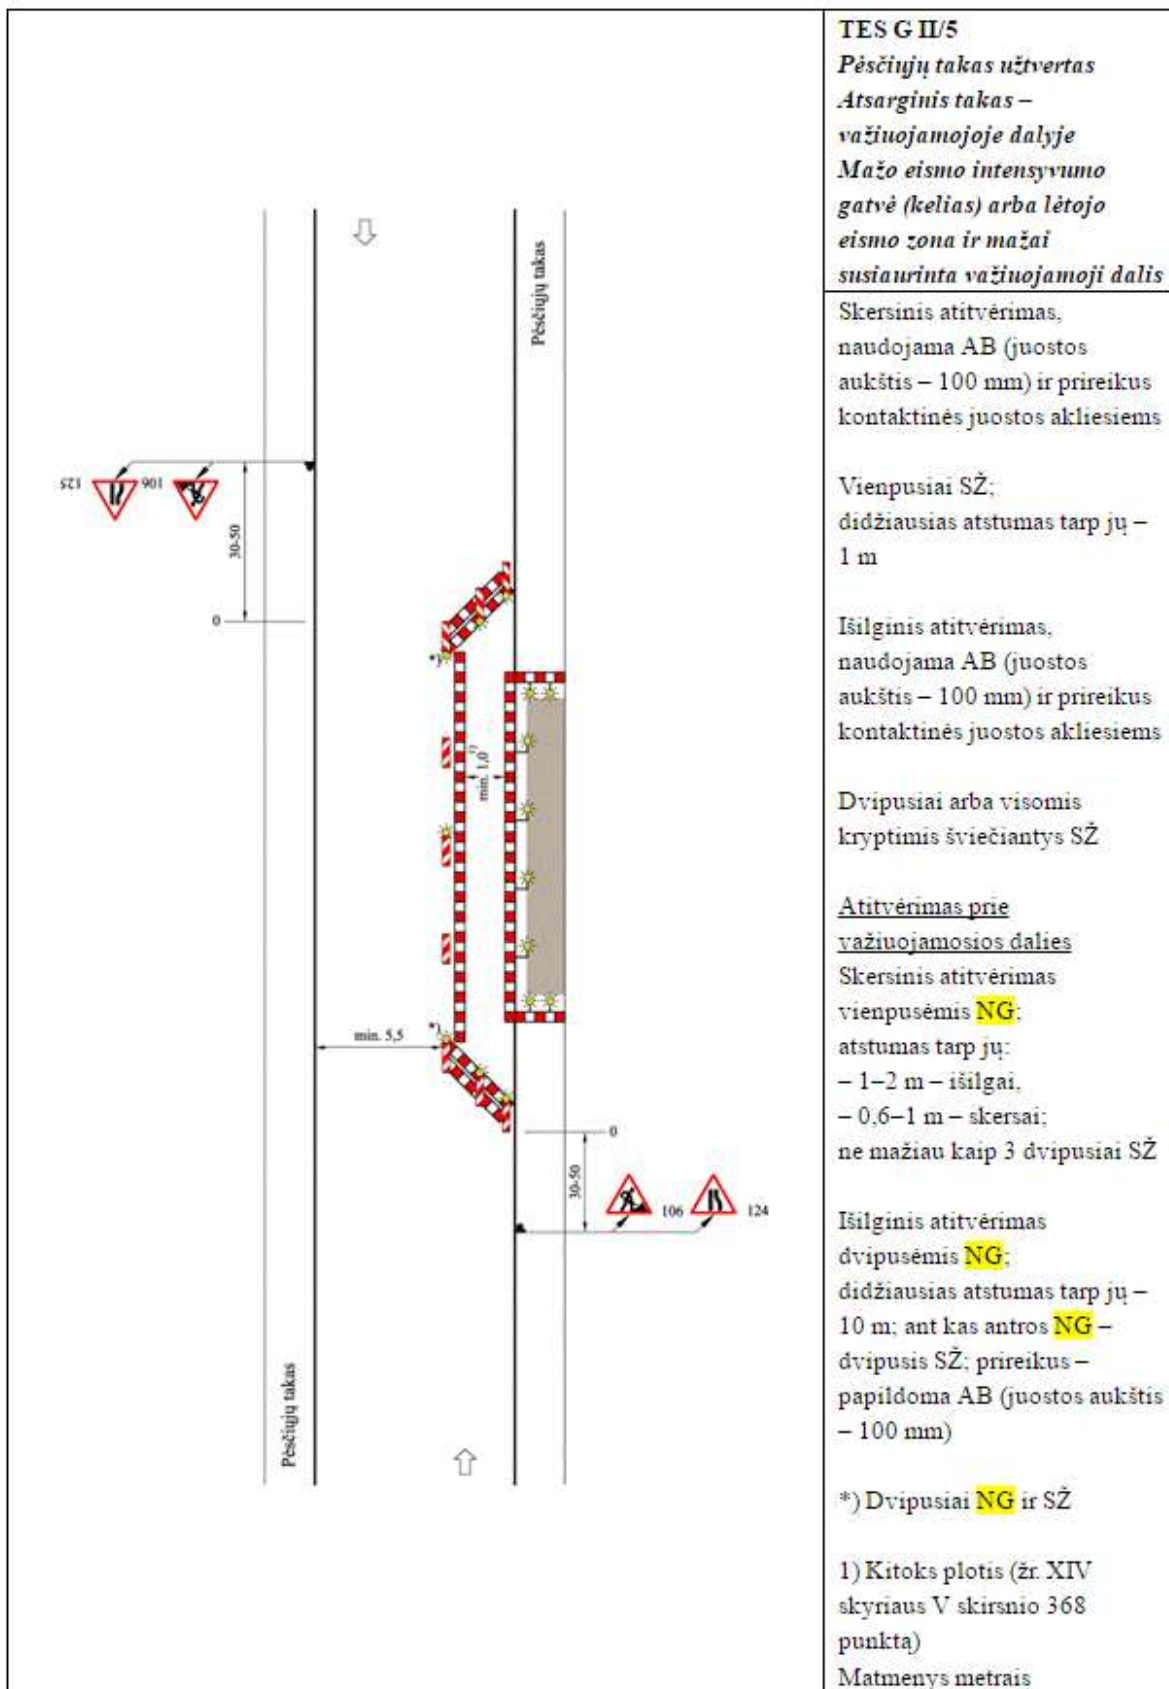 TES G II/5
Pėsčiųjų takas užtvertas
Atsarginis takas –
važiuojamojoje dalyje
Mažo eismo intensyvumo
gatvė (kelias) arba lėtojo
eismo zona ir mažai
susiaurinta važiuojamoji dalis
Skersinis atitvėrimas,
naudojama AB (juostos
aukštis – 100 mm) ir prireikus
kontaktinės juostos akliesiems
Vienpusiai SŽ;
didžiausias atstumas tarp jų –
1 m
Išilginis atitvėrimas,
naudojama AB (juostos
aukštis – 100 mm) ir prireikus
kontaktinės juostos akliesiems
Dvipusiai arba visomis
kryptimis šviečiantys SŽ
Atitvėrimas prie
važiuojamosios dalies
Skersinis atitvėrimas
vienpusėmis NG;
atstumas tarp jų:
– 1–2 m – išilgai,
– 0,6–1 m – skersai;
ne mažiau kaip 3 dvipusiai SŽ
Išilginis atitvėrimas
dvipusėmis NG;
didžiausias atstumas tarp jų –
10 m; ant kas antros NG –
dvipusis SŽ; prireikus –
papildoma AB (juostos aukštis
– 100 mm)
*) Dvipusiai NG ir SŽ
1) Kitoks plotis (žr. XIV
skyriaus V skirsnio 368
punktą)
Matmenys metrais
Pėsčiųjų takas
125
106
30-50
0
*)
min. 1,0
1)
*)
min. 5,5
0
30-50
106
124
Pėsčiųjų takas